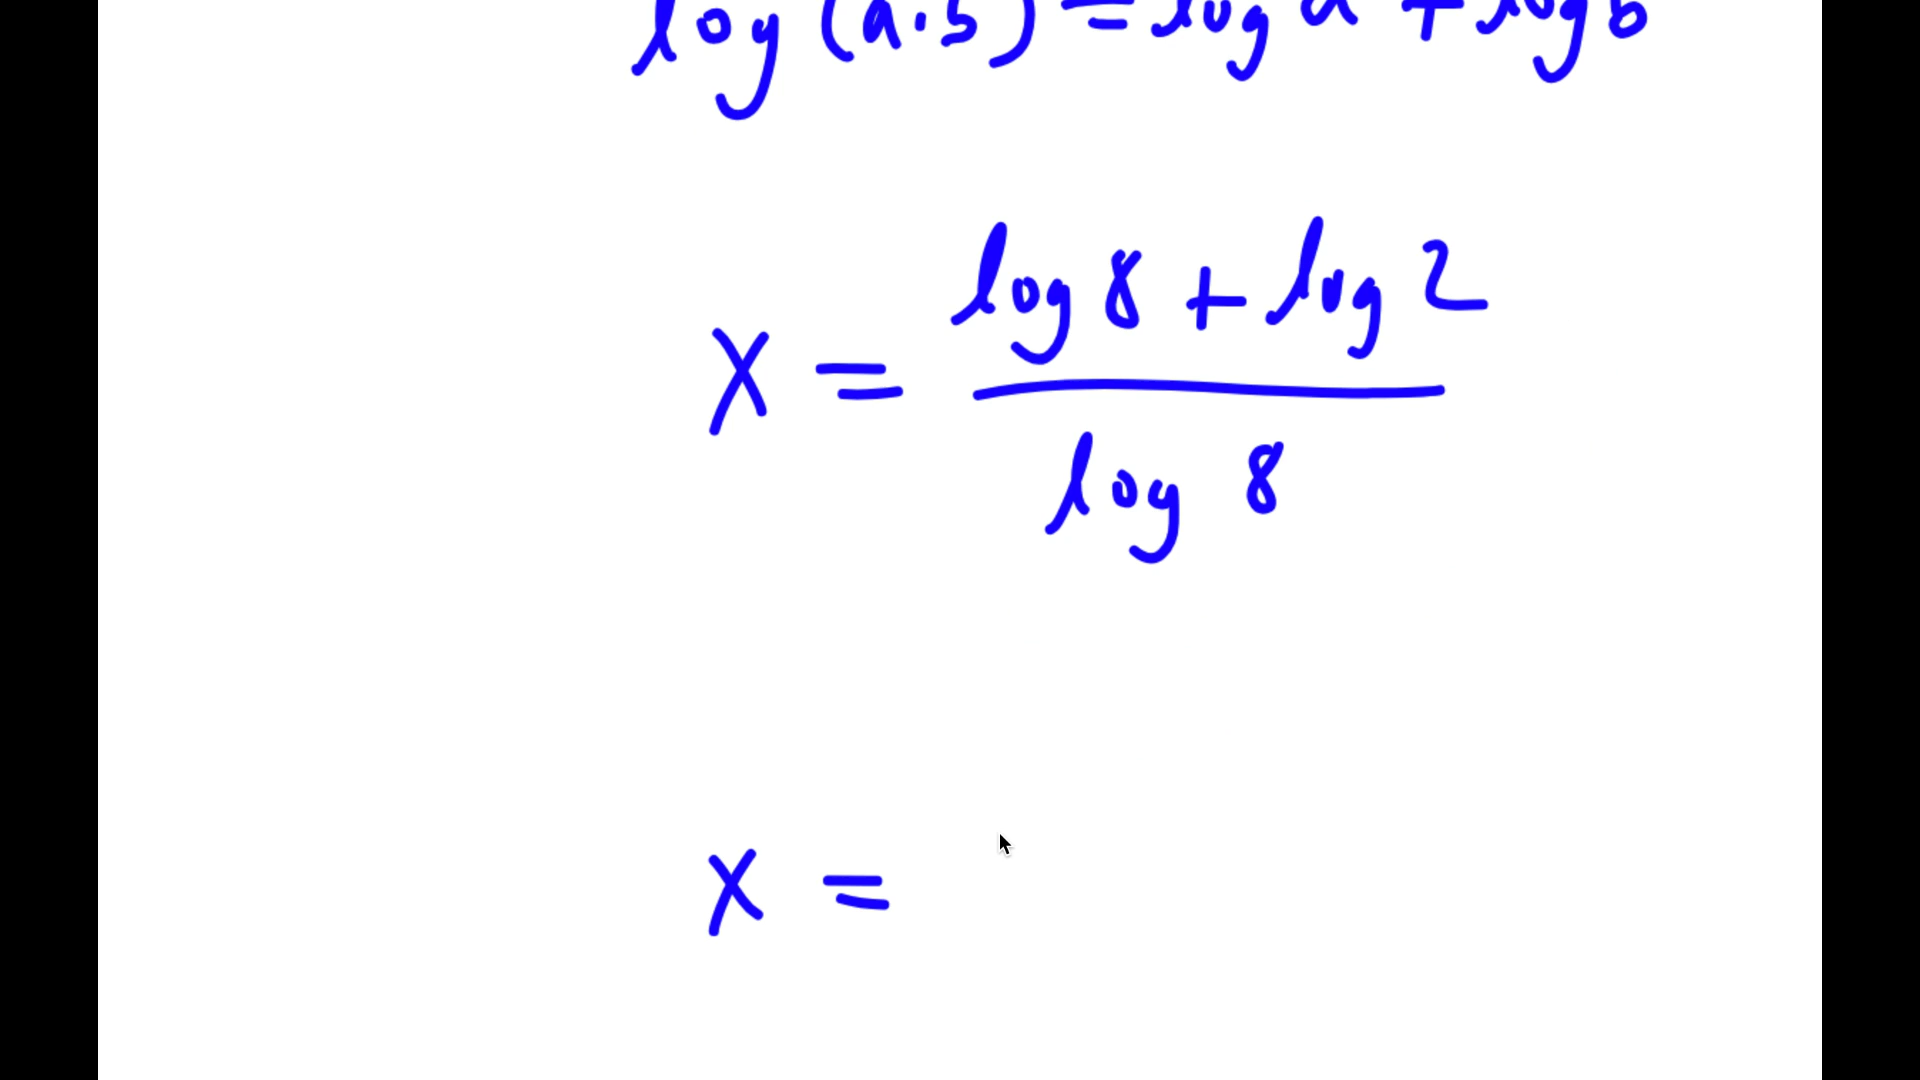 log (a.b) = log a + log b
x = (log 8 + log 2) / log 8
x =